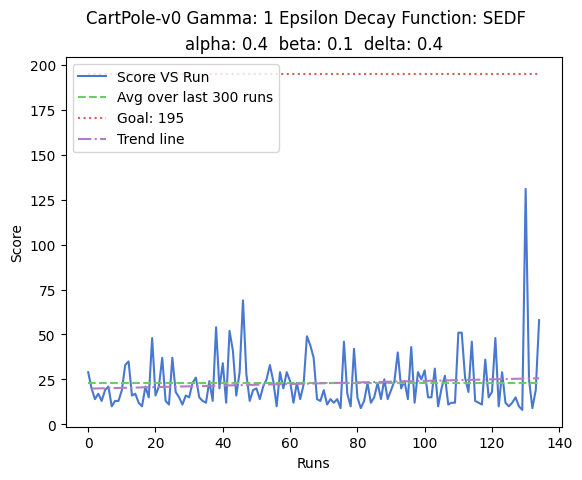 CartPole-v0 Gamma: 1 Epsilon Decay Function: SEDF
alpha: 0.4 beta: 0.1 delta: 0.4
200
175
150
125
100
75
50
25
0
Score
Score VS Run
Avg over last 300 runs
Goal: 195
Trend line
0 20 40 60 80 100 120 140
Runs